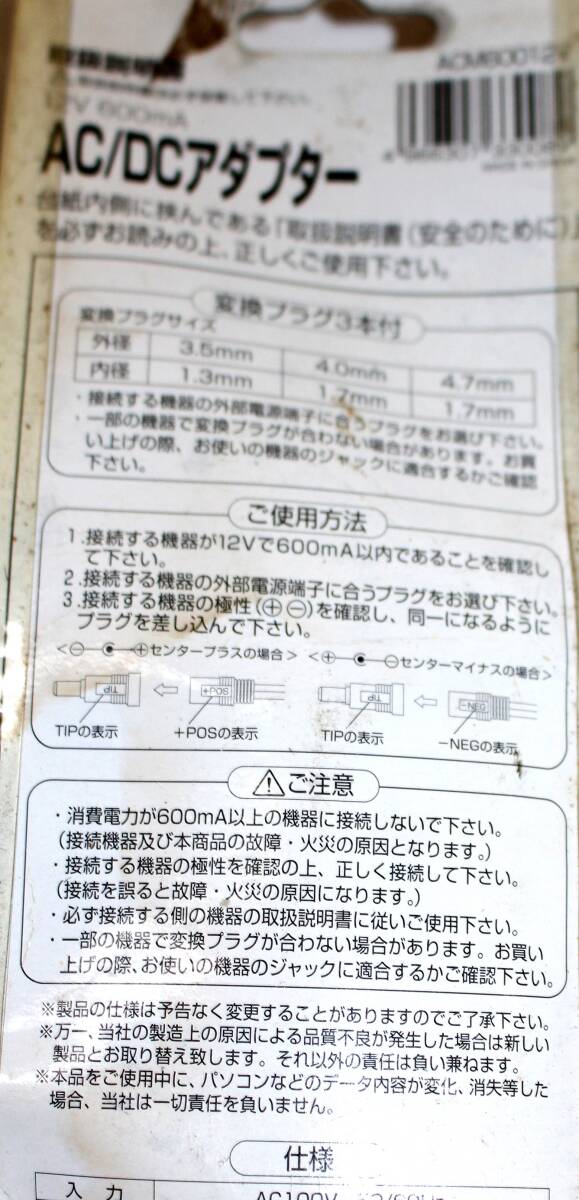 取扱説明書
ACM60012V
12V 600mA
AC/DCアダプター
台紙内側に挟んである「取扱説明書(安全のために)」
を必ずお読みの上、正しくご使用下さい。
変換プラグ3本付
変換プラグサイズ
外径 3.5mm 4.0mm 4.7mm
内径 1.3mm 1.7mm 1.7mm
・接続する機器の外部電源端子に合うプラグをお選び下さい。
・一部の機器で変換プラグが合わない場合があります。お買
い上げの際、お使いの機器のジャックに適合するかご確認
下さい。
ご使用方法
1.接続する機器が12Vで600mA以内であることを確認し
て下さい。
2.接続する機器の外部電源端子に合うプラグをお選び下さい。
3.接続する機器の極性(⊕⊖)を確認し、同一になるように
プラグを差し込んで下さい。
<⊖ ⊕センタープラスの場合> <⊕ ⊖センターマイナスの場合>
TIP +POS TIP -NEG
TIPの表示 +POSの表示 TIPの表示 -NEGの表示
⚠ご注意
・消費電力が600mA以上の機器に接続しないで下さい。
(接続機器及び本商品の故障・火災の原因となります。)
・接続する機器の極性を確認の上、正しく接続して下さい。
(接続を誤ると故障・火災の原因になります。)
・必ず接続する側の機器の取扱説明書に従いご使用下さい。
・一部の機器で変換プラグが合わない場合があります。お買い
上げの際、お使いの機器のジャックに適合するかご確認下さい。
※製品の仕様は予告なく変更することがありますのでご了承下さい。
※万一、当社の製造上の原因による品質不良が発生した場合は新しい
製品とお取り替え致します。それ以外の責任は負い兼ねます。
※本品をご使用中に、パソコンなどのデータ内容が変化、消失等した
場合、当社は一切責任を負いません。
仕様
入力 AC100V